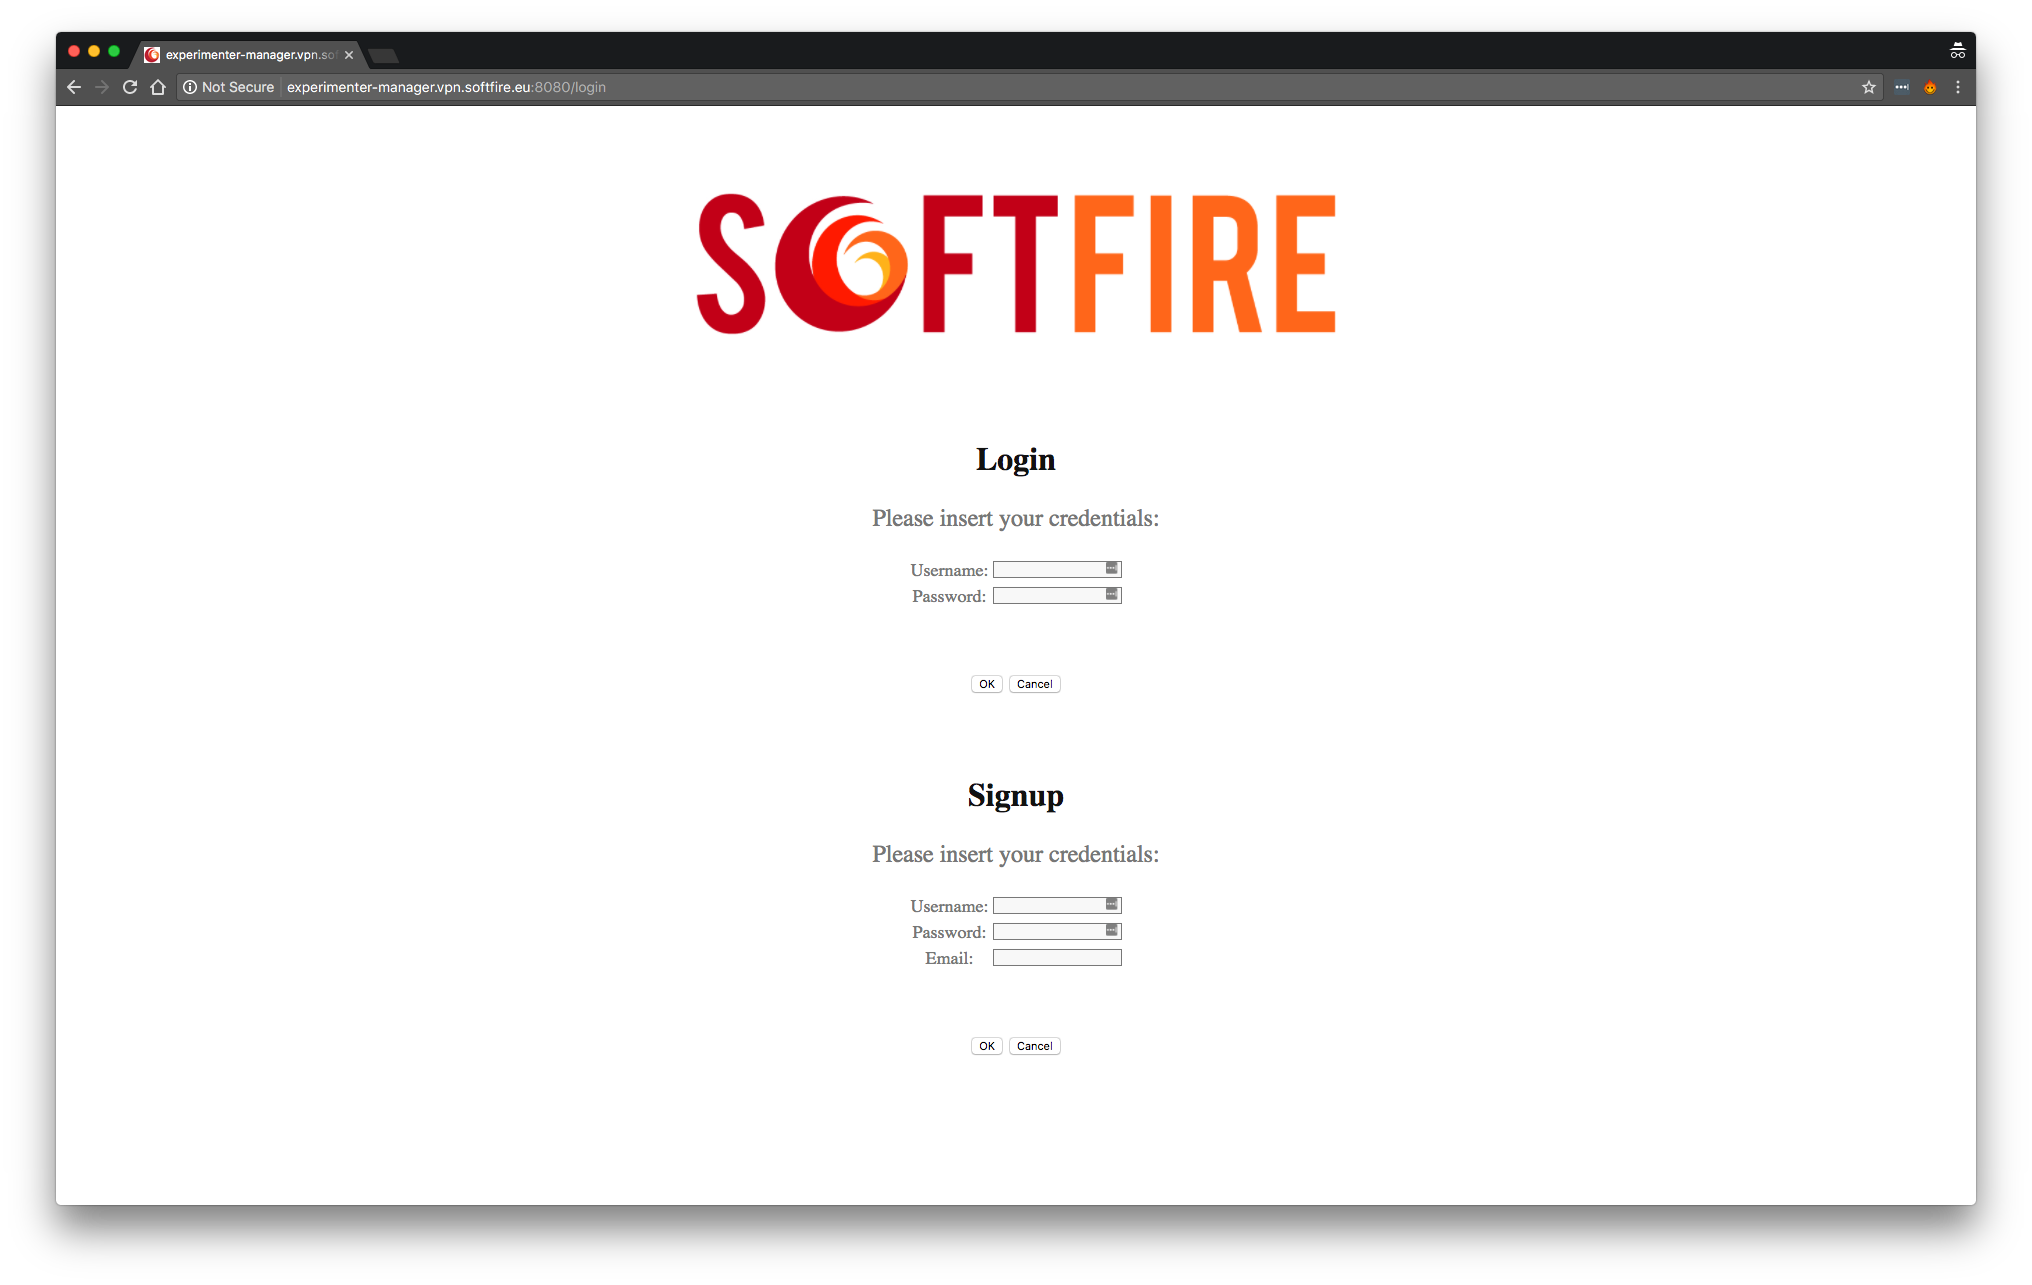 experimenter-manager.vpn.so
Not Secure experimenter-manager.vpn.softfire.eu:8080/login
SOFTFIRE
Login
Please insert your credentials:
Username:
Password:
OK Cancel
Signup
Please insert your credentials:
Username:
Password:
Email:
OK Cancel